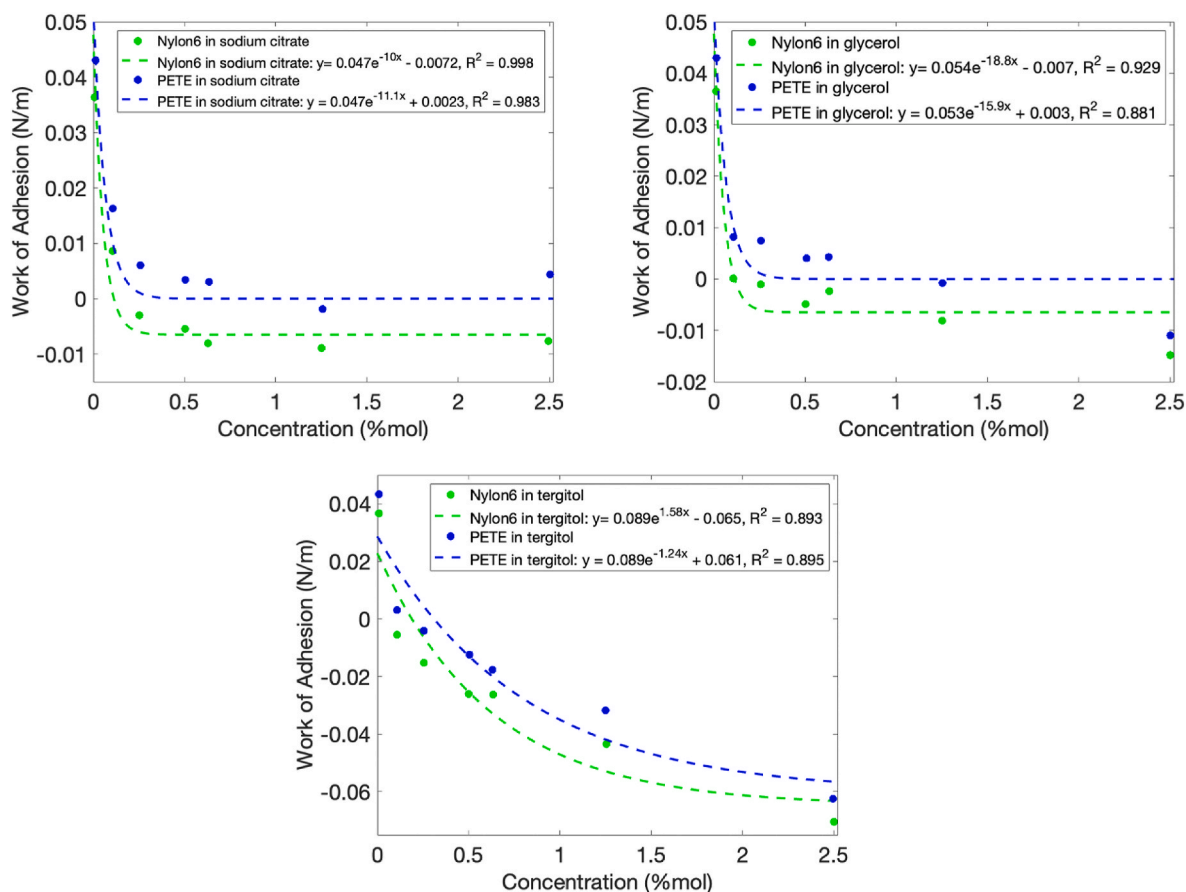 0.05
0.04
0.03
0.02
0.01
0
-0.01
Work of Adhesion (N/m)
Nylon6 in sodium citrate
Nylon6 in sodium citrate: y= 0.047e^-10x - 0.0072, R^2 = 0.998
PETE in sodium citrate
PETE in sodium citrate: y = 0.047e^-11.1x + 0.0023, R^2 = 0.983
0 0.5 1 1.5 2 2.5
Concentration (%mol)
0.05
0.04
0.03
0.02
0.01
0
-0.01
-0.02
Work of Adhesion (N/m)
Nylon6 in glycerol
Nylon6 in glycerol: y = 0.054e^-18.8x - 0.007, R^2 = 0.929
PETE in glycerol
PETE in glycerol: y = 0.053e^-15.9x + 0.003, R^2 = 0.881
0 0.5 1 1.5 2 2.5
Concentration (%mol)
0.04
0.02
0
-0.02
-0.04
-0.06
Work of Adhesion (N/m)
Nylon6 in tergitol
Nylon6 in tergitol: y= 0.089e^1.58x - 0.065, R^2 = 0.893
PETE in tergitol
PETE in tergitol: y = 0.089e^-1.24x + 0.061, R^2 = 0.895
0 0.5 1 1.5 2 2.5
Concentration (%mol)